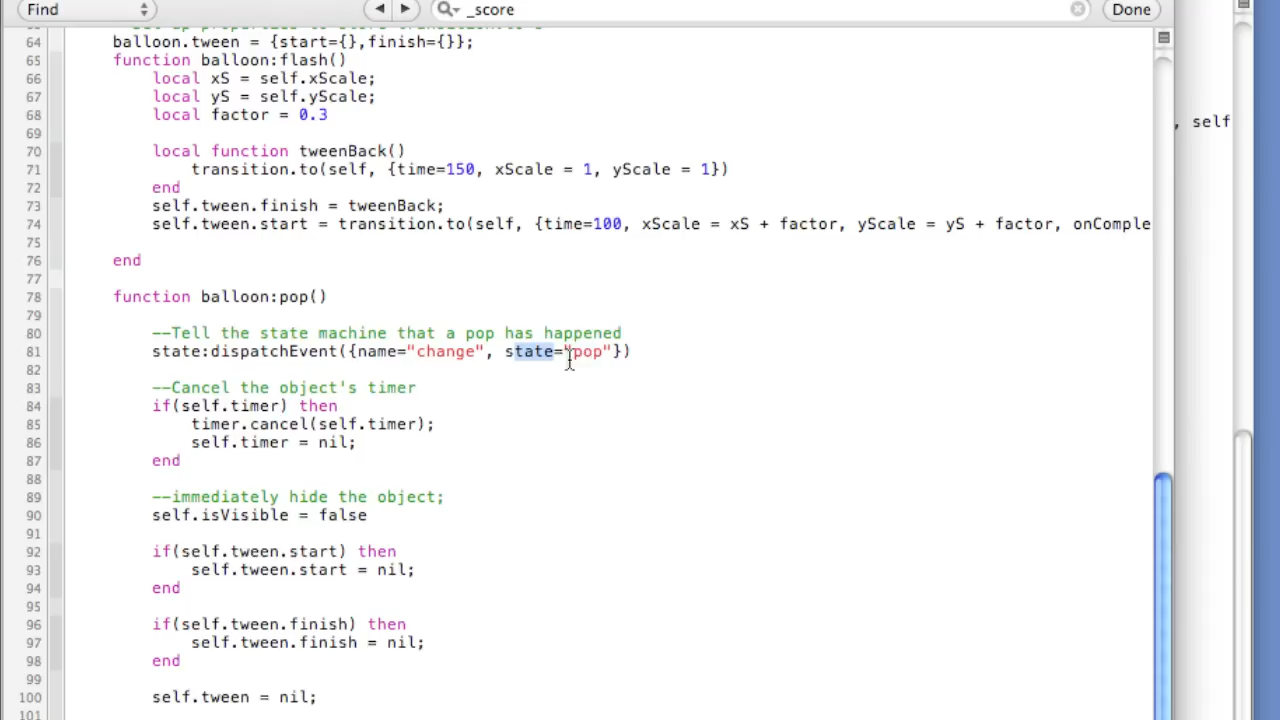 Find
_score
Done
64 balloon.tween = {start={},finish={}};
65 function balloon:flash()
66 local xS = self.xScale;
67 local yS = self.yScale;
68 local factor = 0.3
69
70 local function tweenBack()
71 transition.to(self, {time=150, xScale = 1, yScale = 1})
72 end
73 self.tween.finish = tweenBack;
74 self.tween.start = transition.to(self, {time=100, xScale = xS + factor, yScale = yS + factor, onComple
75
76 end
77
78 function balloon:pop()
79
80 --Tell the state machine that a pop has happened
81 state:dispatchEvent({name="change", state="pop"})
82
83 --Cancel the object's timer
84 if(self.timer) then
85 timer.cancel(self.timer);
86 self.timer = nil;
87 end
88
89 --immediately hide the object;
90 self.isVisible = false
91
92 if(self.tween.start) then
93 self.tween.start = nil;
94 end
95
96 if(self.tween.finish) then
97 self.tween.finish = nil;
98 end
99
100 self.tween = nil;
101
, self